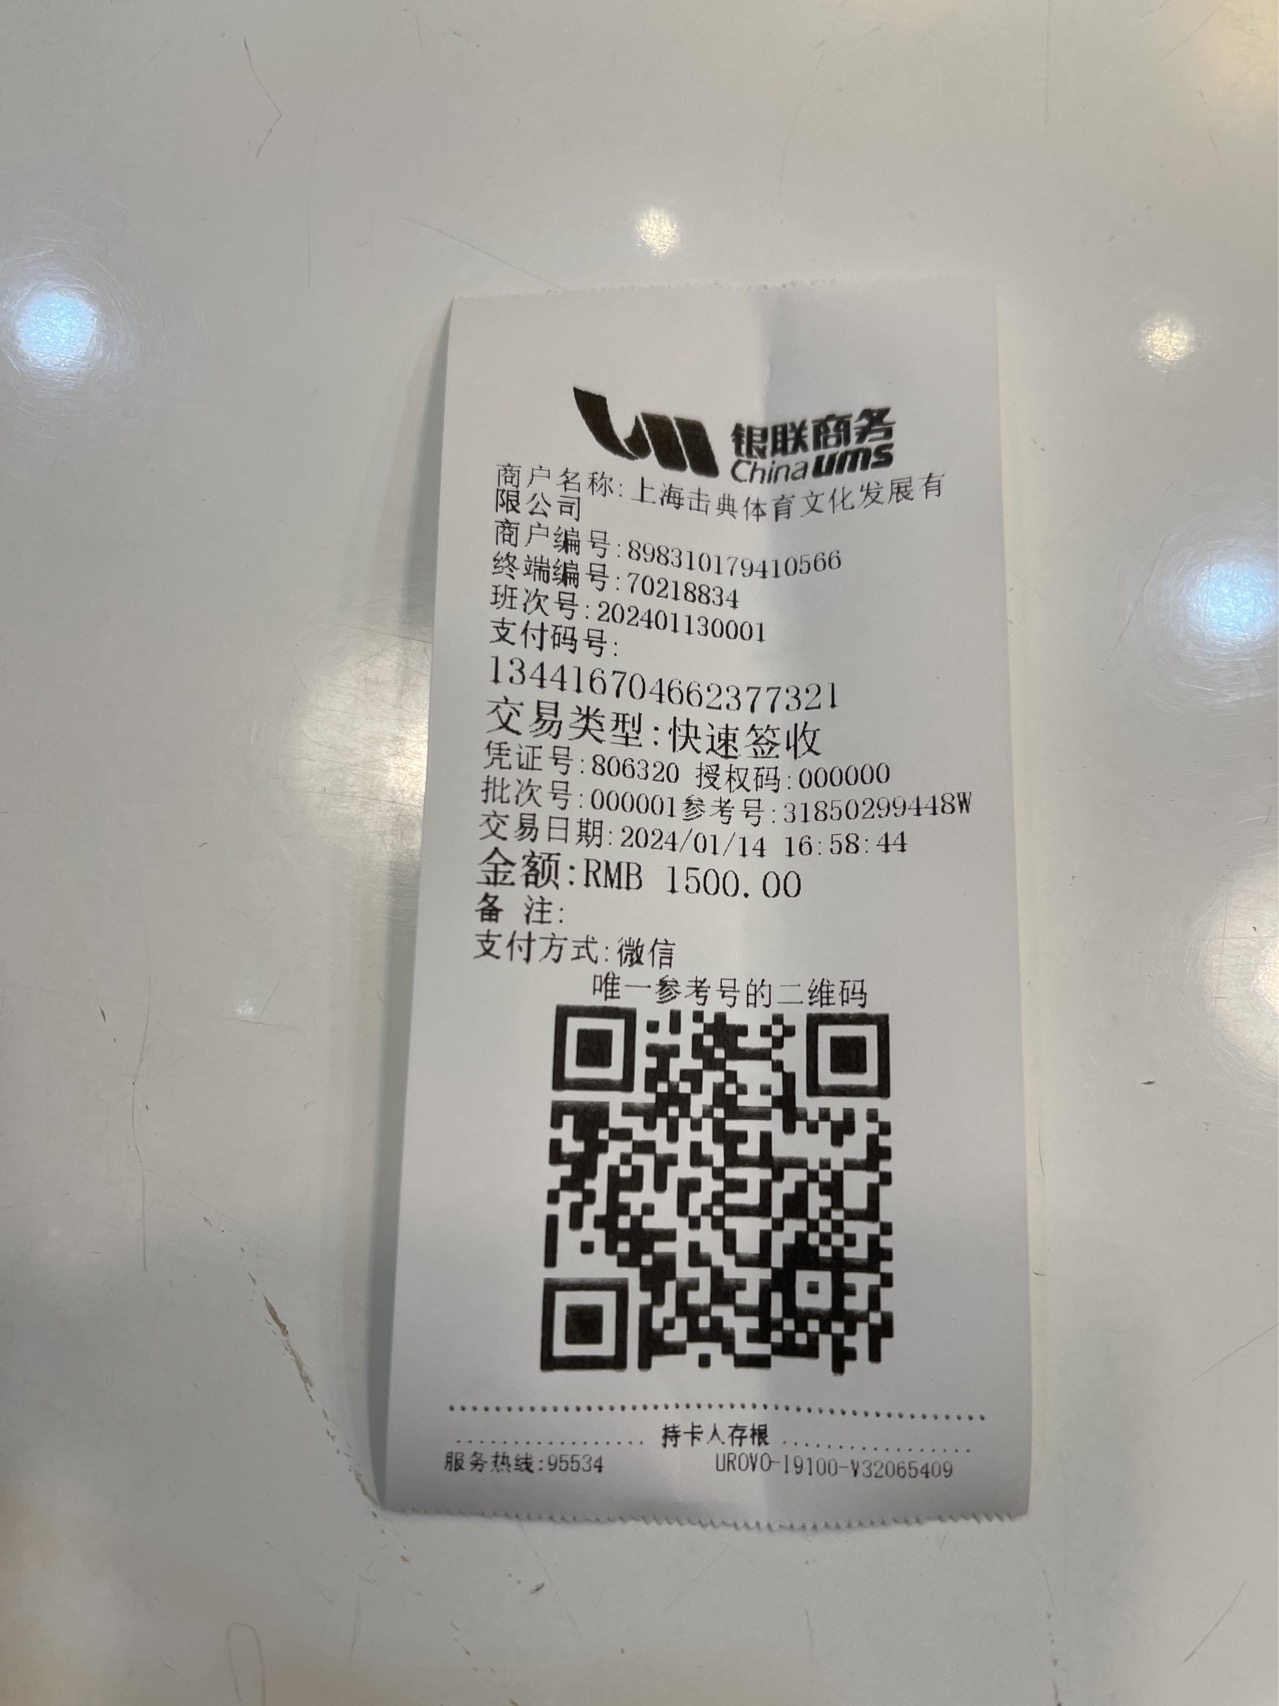 银联商务
Chinaums
商户名称:上海击典体育文化发展有
限公司
商户编号:898310179410566
终端编号:70218834
班次号:202401130001
支付码号:
134416704662377321
交易类型:快速签收
凭证号:806320 授权码:000000
批次号:000001参考号:31850299448W
交易日期:2024/01/14 16:58:44
金额:RMB 1500.00
备 注:
支付方式:微信
唯一参考号的二维码
持卡人存根
服务热线:95534 UROVO-I9100-V32065409